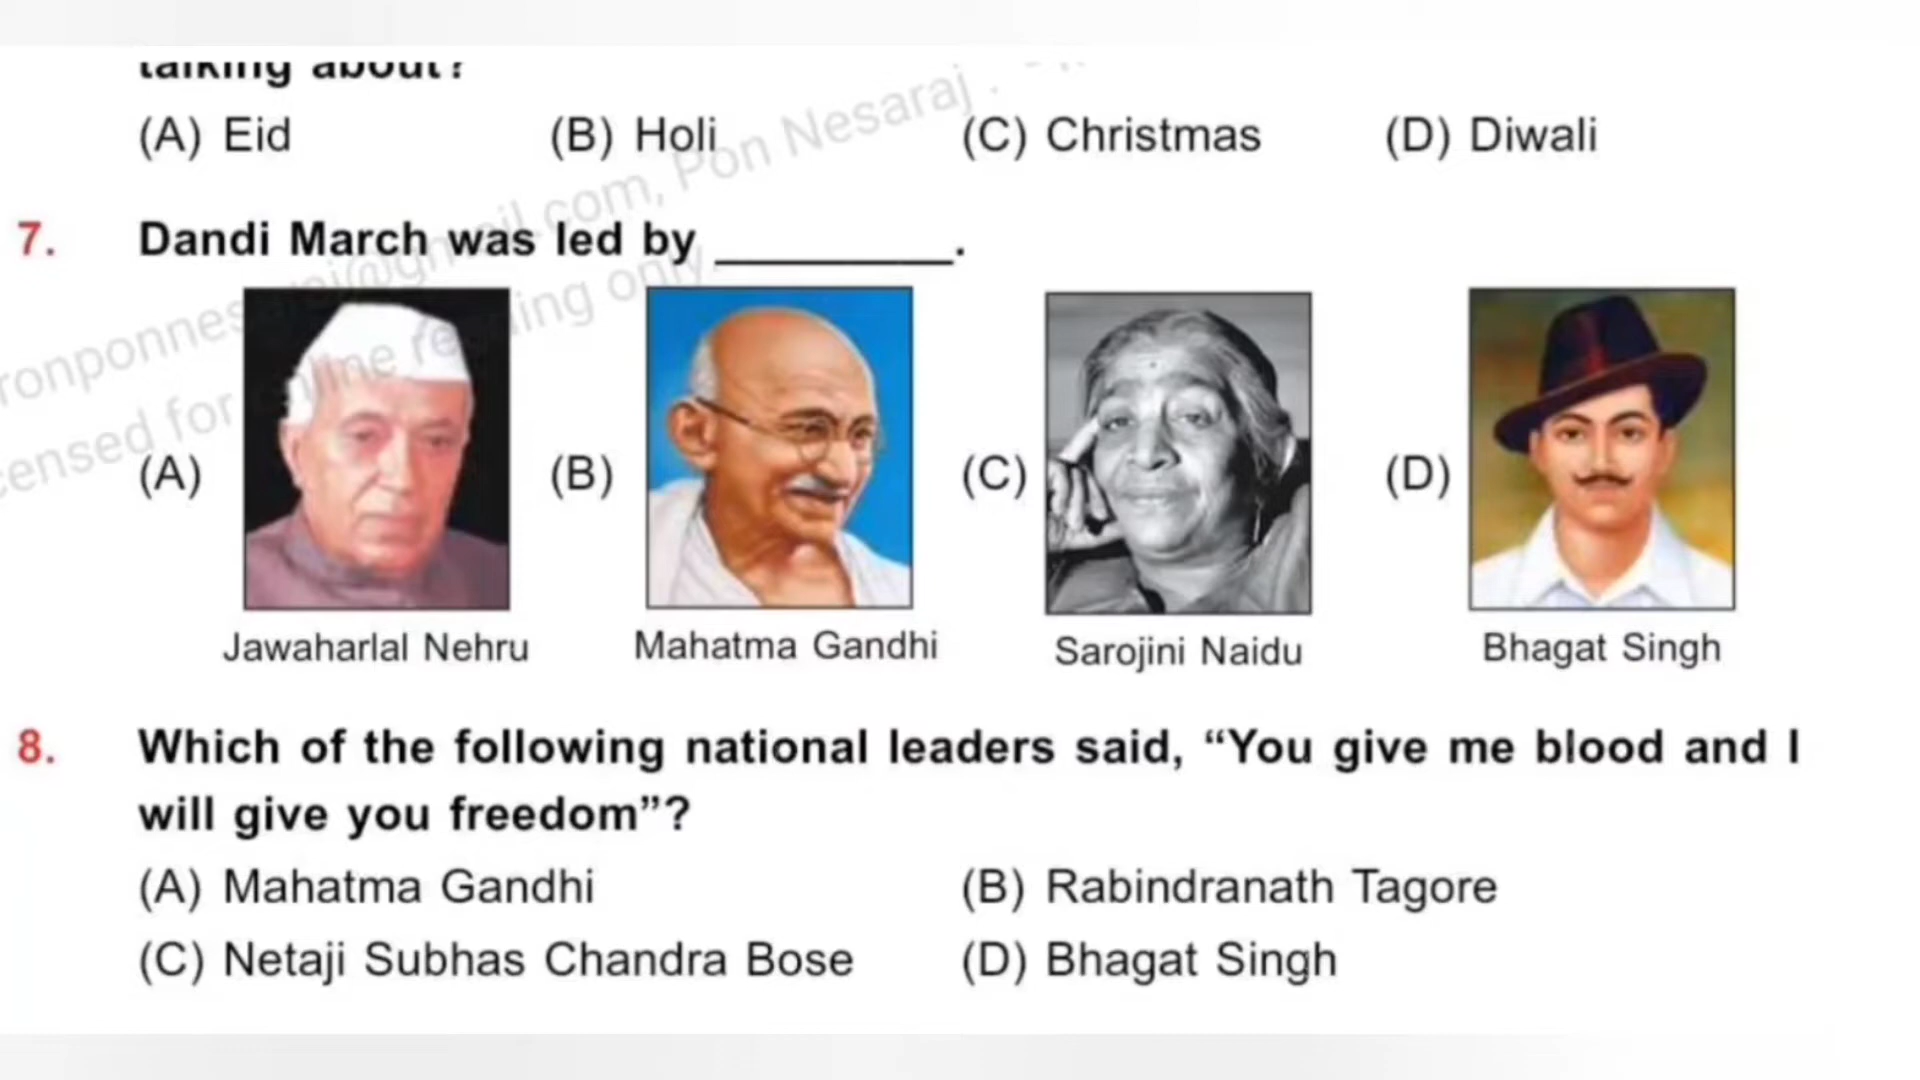 talking about?
(A) Eid (B) Holi (C) Christmas (D) Diwali
7. Dandi March was led by ________.
(A) (B) (C) (D)
Jawaharlal Nehru Mahatma Gandhi Sarojini Naidu Bhagat Singh
8. Which of the following national leaders said, “You give me blood and I
will give you freedom”?
(A) Mahatma Gandhi (B) Rabindranath Tagore
(C) Netaji Subhas Chandra Bose (D) Bhagat Singh